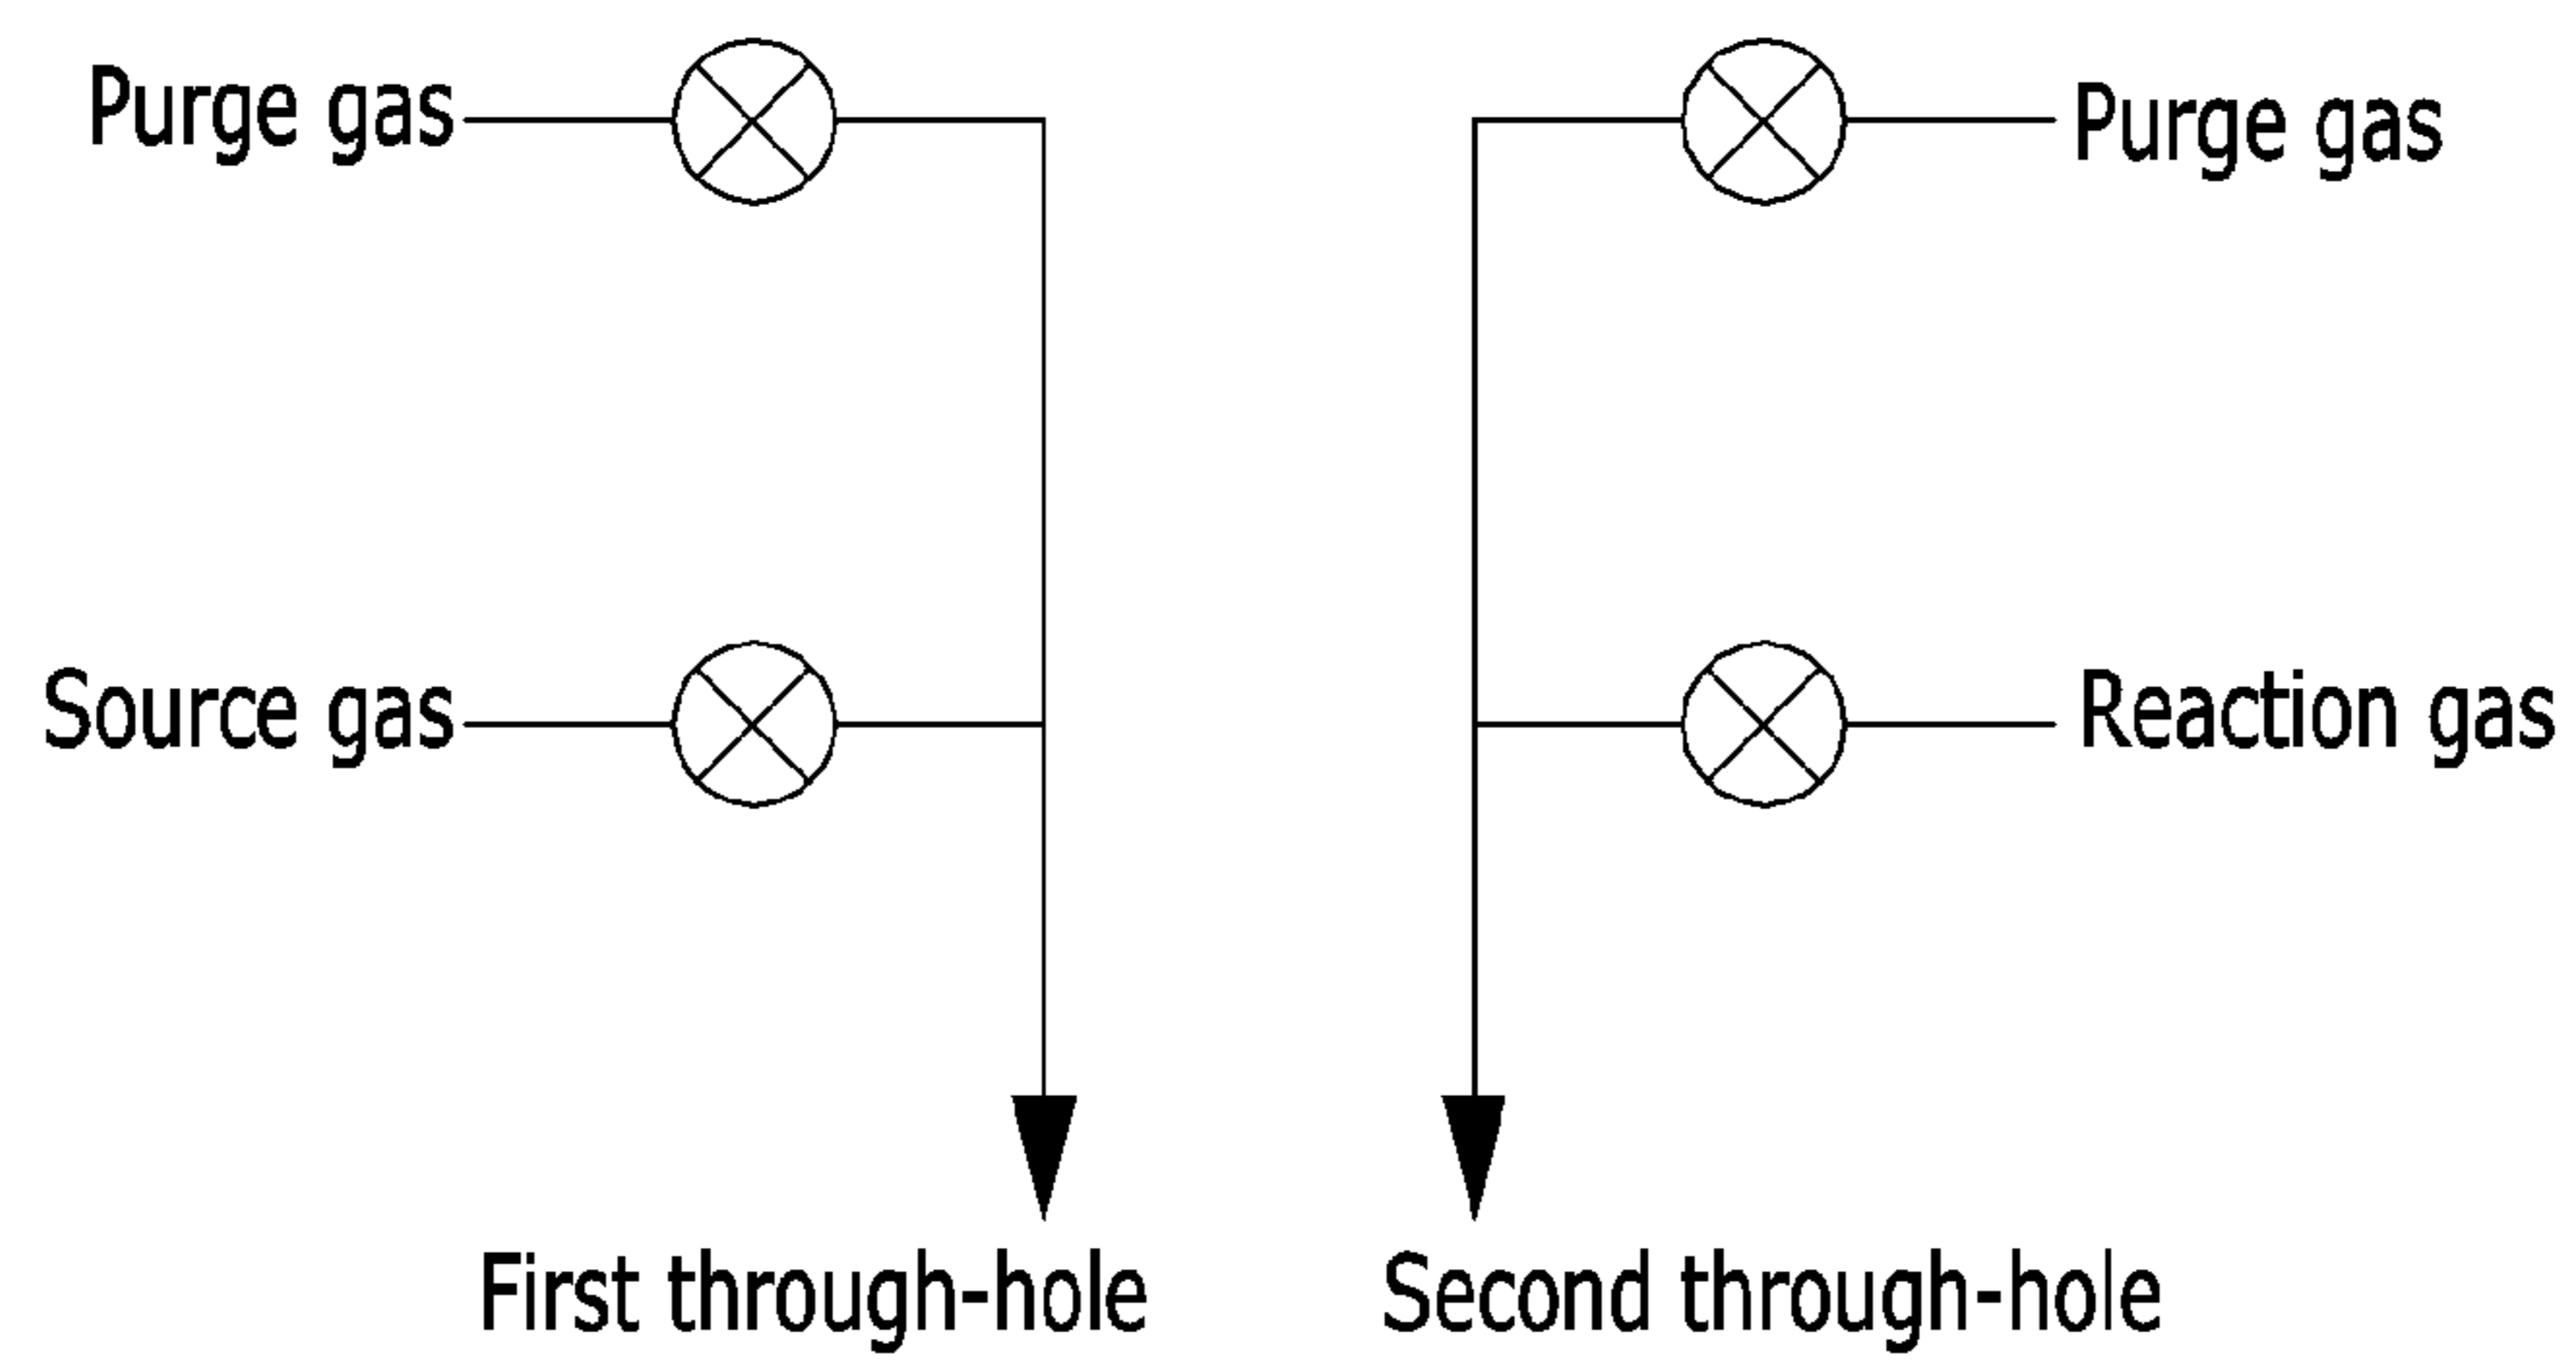 Purge gas
Purge gas
Source gas
Reaction gas
First through-hole
Second through-hole